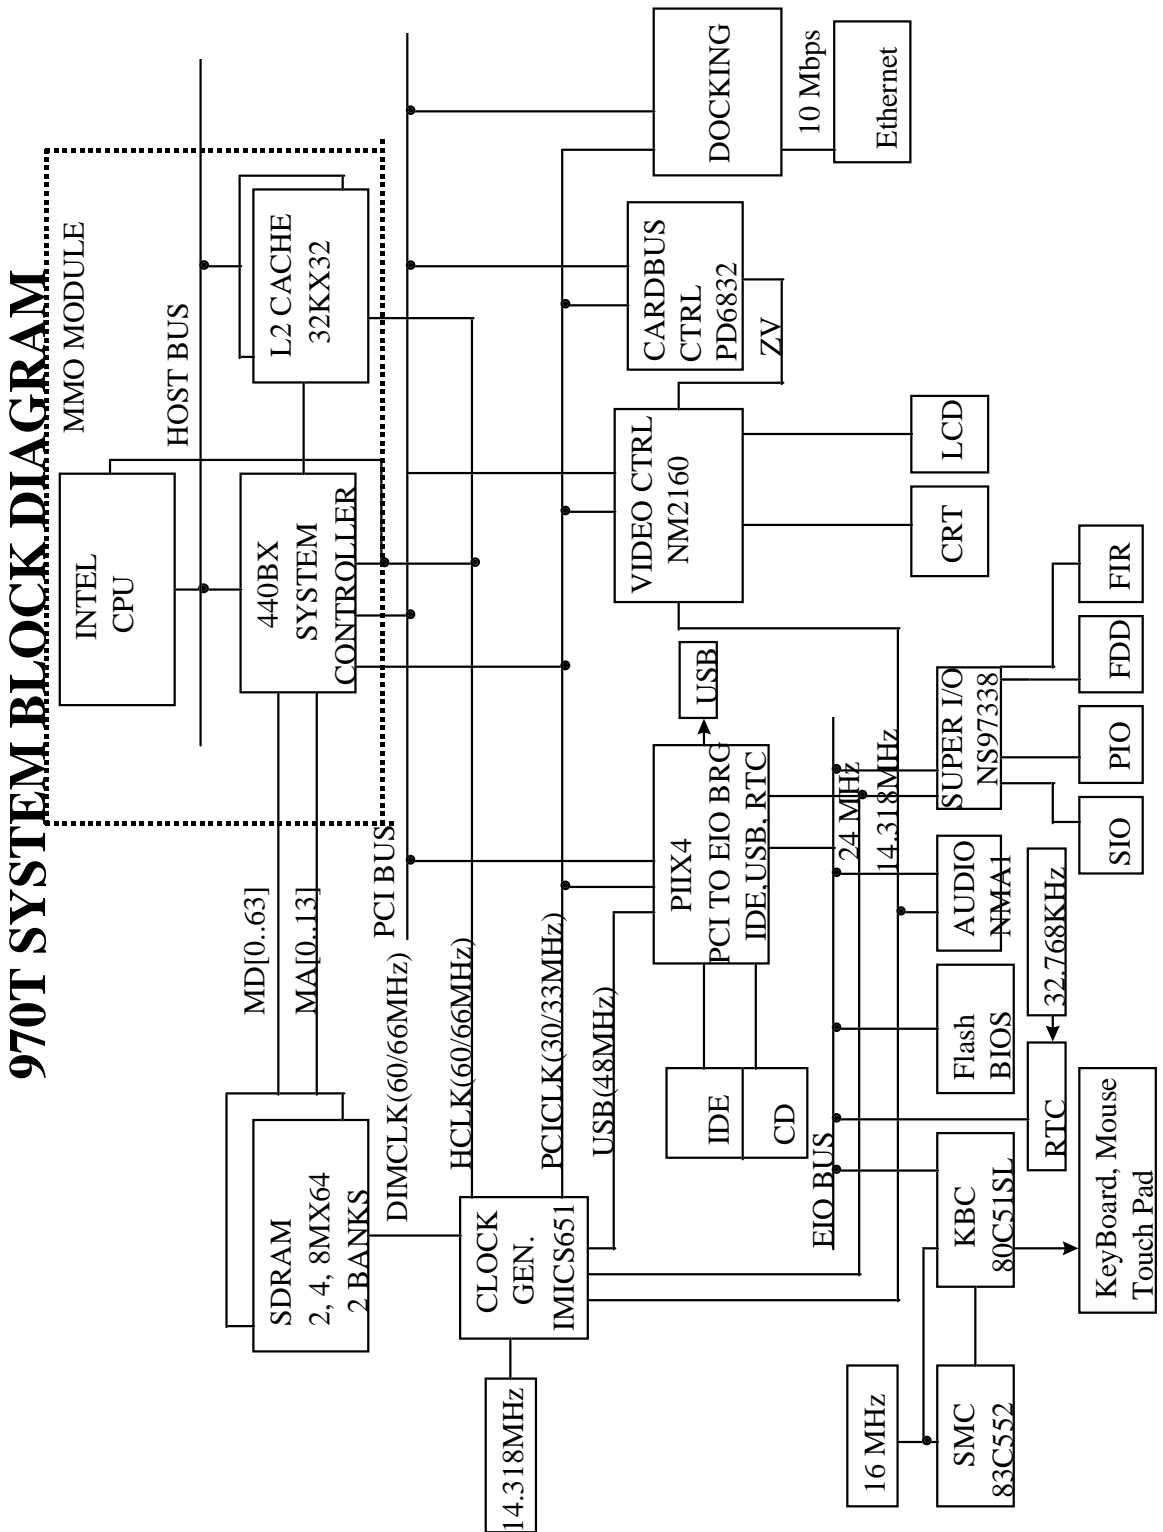 970T SYSTEM BLOCK DIAGRAM
MMO MODULE
INTEL
CPU
HOST BUS
440BX
SYSTEM
CONTROLLER
L2 CACHE
32KX32
SDRAM
2, 4, 8MX64
2 BANKS
MD[0..63]
MA[0..13]
PCI BUS
DIMCLK(60/66MHz)
HCLK(60/66MHz)
PCICLK(30/33MHz)
USB(48MHz)
14.318MHz
CLOCK
GEN.
IMICS651
IDE
CD
PIIX4
PCI TO EIO BRG
IDE,USB, RTC
USB
VIDEO CTRL
NM2160
CARDBUS
CTRL
PD6832
ZV
DOCKING
10 Mbps
Ethernet
CRT
LCD
EIO BUS
24 MHz
14.318MHz
16 MHz
SMC
83C552
KBC
80C51SL
Flash
BIOS
AUDIO
NMA1
SUPER I/O
NS97338
RTC
32.768KHz
KeyBoard, Mouse
Touch Pad
SIO
PIO
FDD
FIR